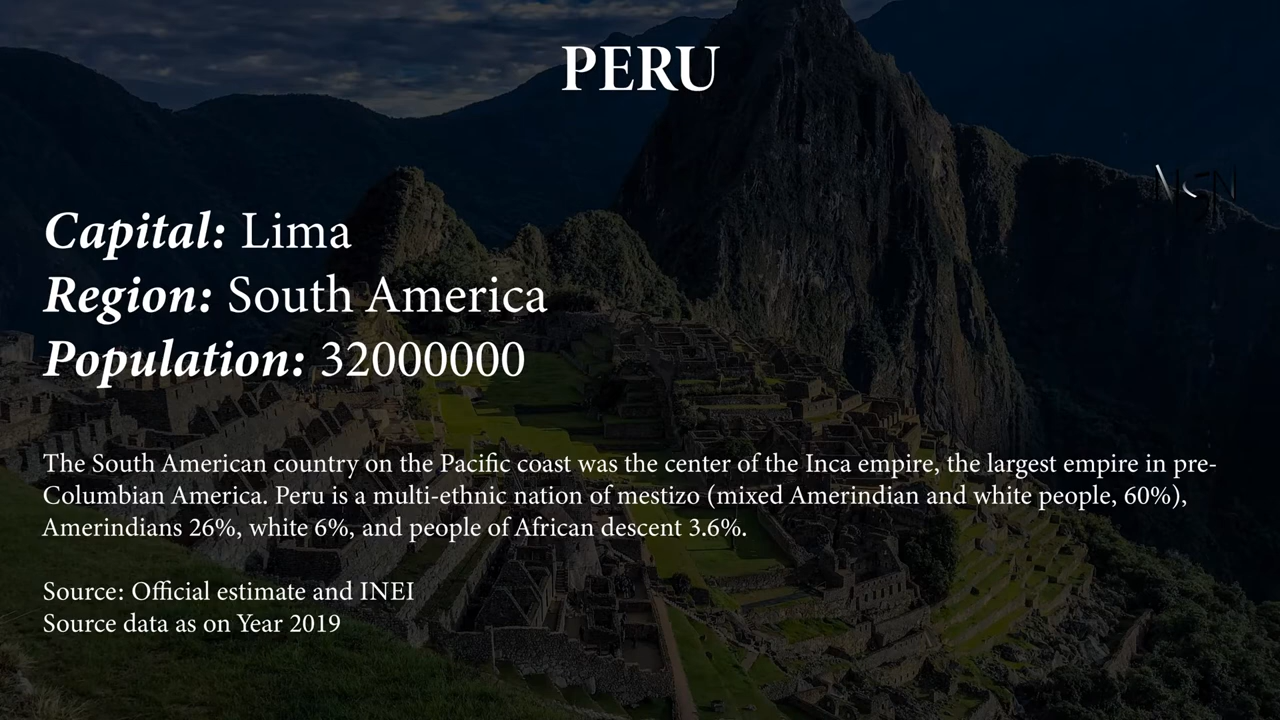 PERU
Capital: Lima
Region: South America
Population: 32000000
The South American country on the Pacific coast was the center of the Inca empire, the largest empire in pre-
Columbian America. Peru is a multi-ethnic nation of mestizo (mixed Amerindian and white people, 60%),
Amerindians 26%, white 6%, and people of African descent 3.6%.
Source: Official estimate and INEI
Source data as on Year 2019